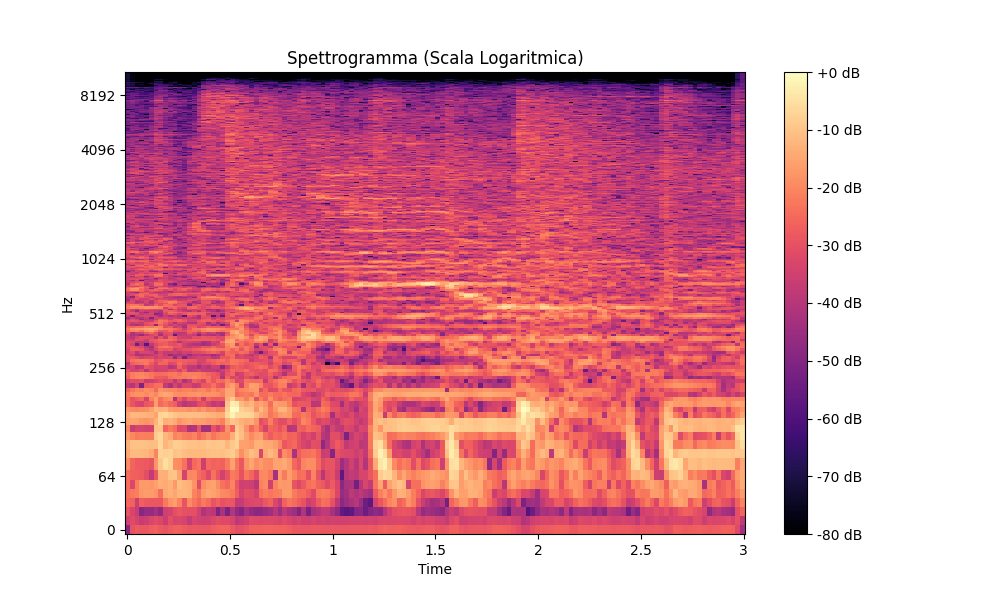 Spettrogramma (Scala Logaritmica)
Hz
8192
4096
2048
1024
512
256
128
64
0
0 0.5 1 1.5 2 2.5 3
Time
+0 dB
-10 dB
-20 dB
-30 dB
-40 dB
-50 dB
-60 dB
-70 dB
-80 dB